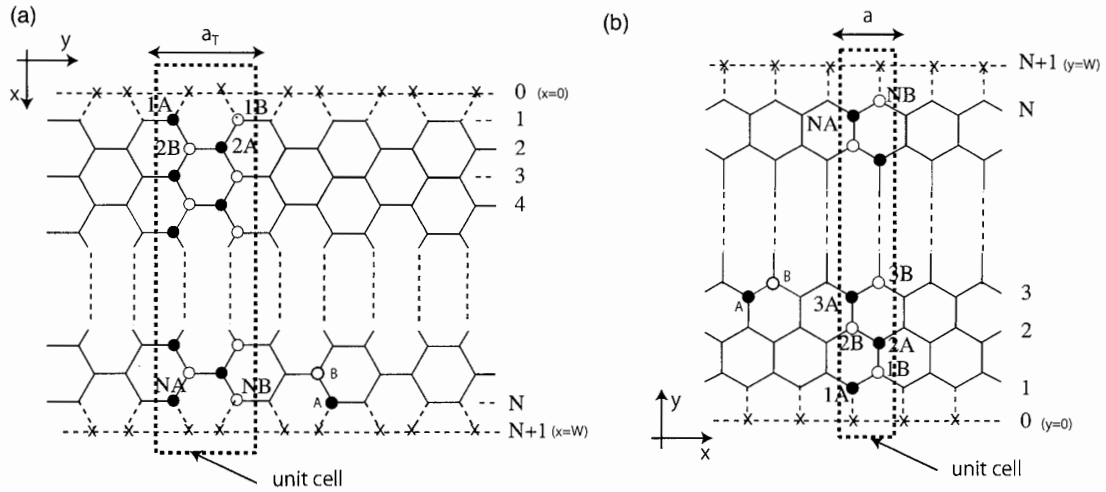 (a)
y
a_T
x
0 (x=0)
1A
1B
1
2B
2A
2
3
4
B
NA
NB
A
N
N+1 (x=W)
unit cell
(b)
a
N+1 (y=W)
NB
NA
N
B
3B
A
3A
3
2B
2A
2
1B
1A
1
y
0 (y=0)
x
unit cell